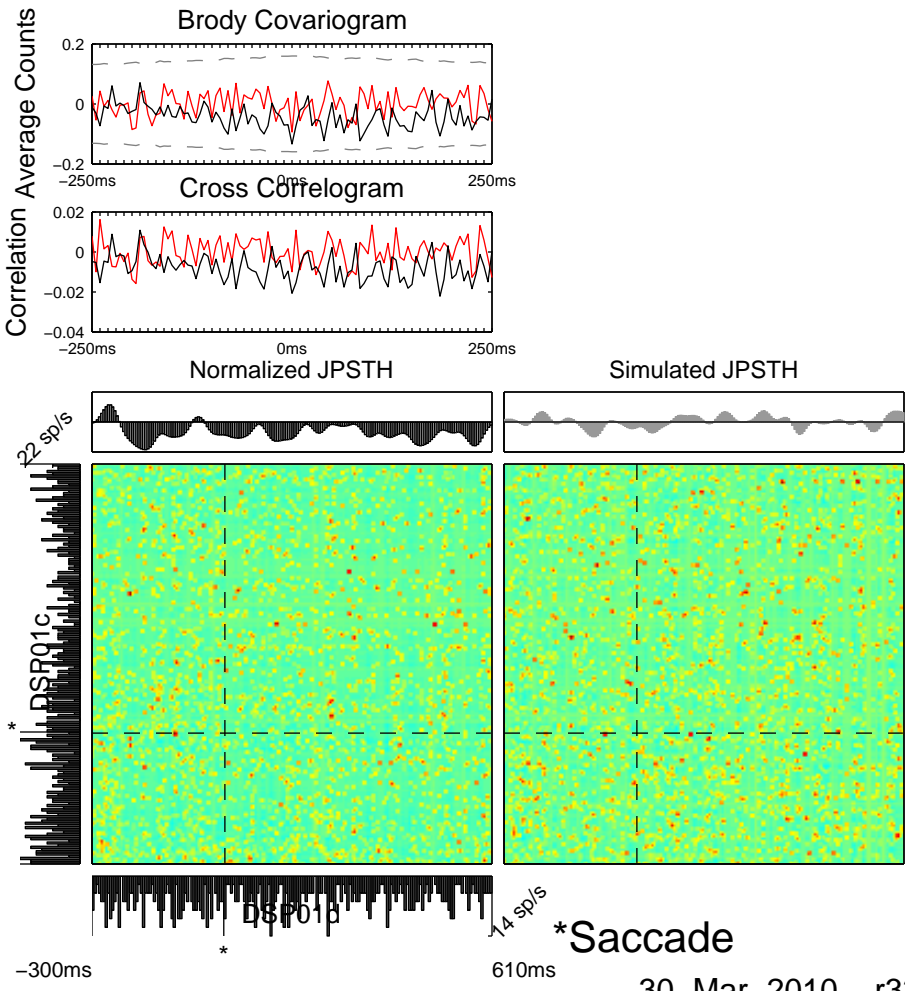 Brody Covariogram
Average Counts
0.2
0
−0.2
−250ms
0ms
250ms
Cross Correlogram
Correlation
0.02
0
−0.02
−0.04
−250ms
0ms
250ms
Normalized JPSTH
Simulated JPSTH
22 sp/s
DSP01c
*
DSP01d
14 sp/s
*
*Saccade
−300ms
610ms
30 Mar 2010